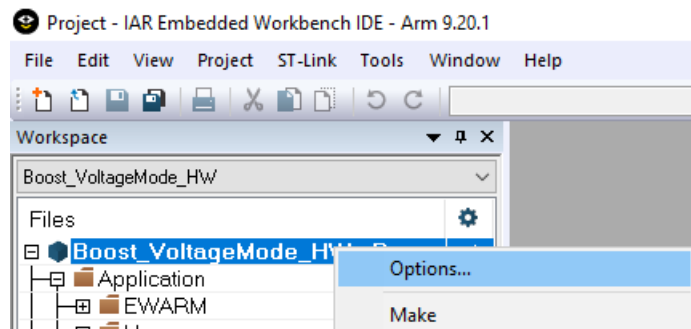 Project - IAR Embedded Workbench IDE - Arm 9.20.1
File Edit View Project ST-Link Tools Window Help
Workspace
Boost_VoltageMode_HW
Files
Boost_VoltageMode_HW
Options...
Application
EWARM
Make